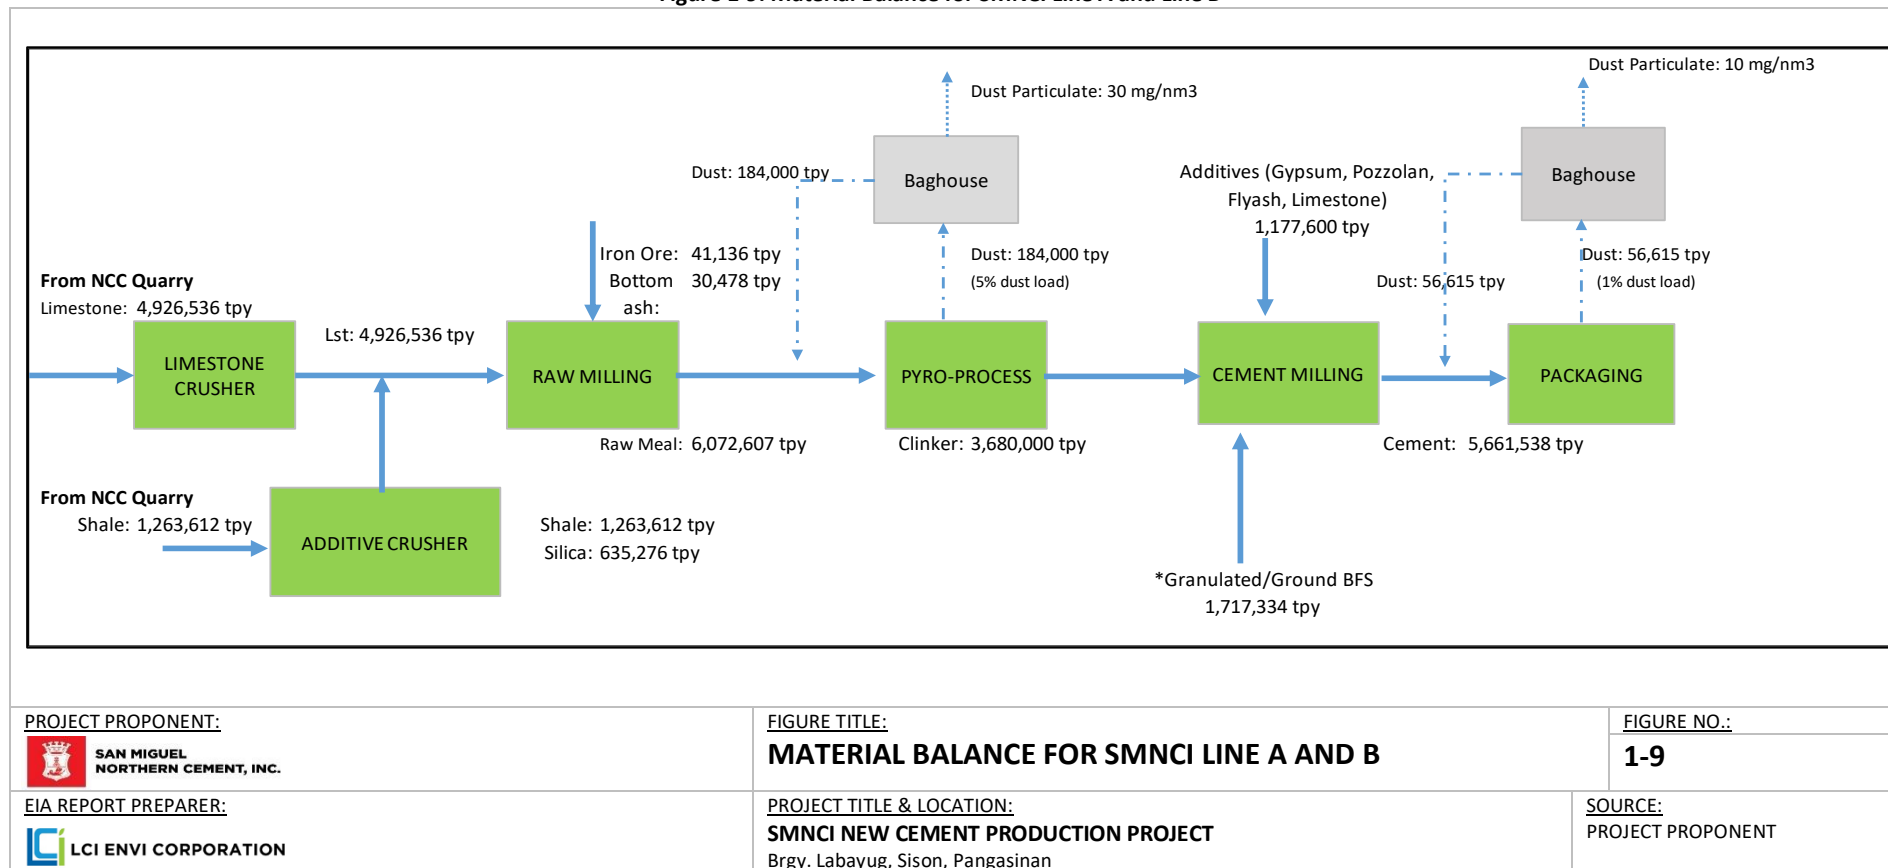 Dust Particulate: 10 mg/nm3
Dust Particulate: 30 mg/nm3
Dust: 184,000 tpy
Baghouse
Additives (Gypsum, Pozzolan,
Flyash, Limestone)
1,177,600 tpy
Baghouse
Iron Ore: 41,136 tpy
Bottom 30,478 tpy
ash:
Dust: 184,000 tpy
(5% dust load)
Dust: 56,615 tpy
Dust: 56,615 tpy
(1% dust load)
From NCC Quarry
Limestone: 4,926,536 tpy
Lst: 4,926,536 tpy
LIMESTONE
CRUSHER
RAW MILLING
PYRO-PROCESS
CEMENT MILLING
PACKAGING
Raw Meal: 6,072,607 tpy
Clinker: 3,680,000 tpy
Cement: 5,661,538 tpy
From NCC Quarry
Shale: 1,263,612 tpy
ADDITIVE CRUSHER
Shale: 1,263,612 tpy
Silica: 635,276 tpy
*Granulated/Ground BFS
1,717,334 tpy
PROJECT PROPONENT:
SAN MIGUEL
NORTHERN CEMENT, INC.
FIGURE TITLE:
MATERIAL BALANCE FOR SMNCI LINE A AND B
FIGURE NO.:
1-9
EIA REPORT PREPARER:
LCI ENVI CORPORATION
PROJECT TITLE & LOCATION:
SMNCI NEW CEMENT PRODUCTION PROJECT
Brgy. Labayug, Sison, Pangasinan
SOURCE:
PROJECT PROPONENT